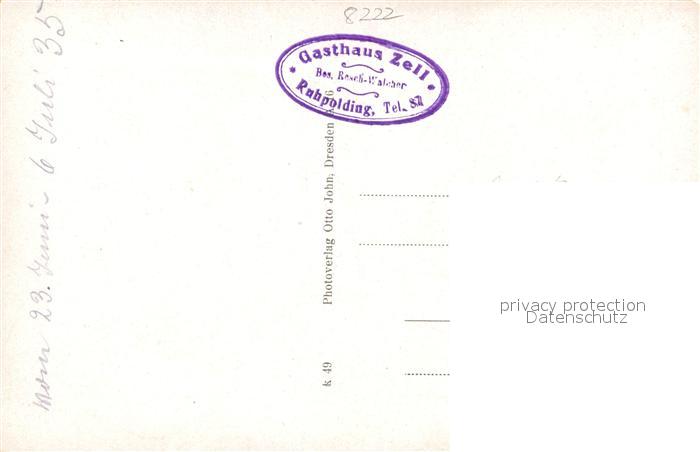 8222
Gasthaus Zell
Bes. Resch-Walcher
Ruhpolding, Tel. 87
vom 23. Juni - 6 Juli 35
Photoverlag Otto John, Dresden 6
k 49
privacy protection
Datenschutz